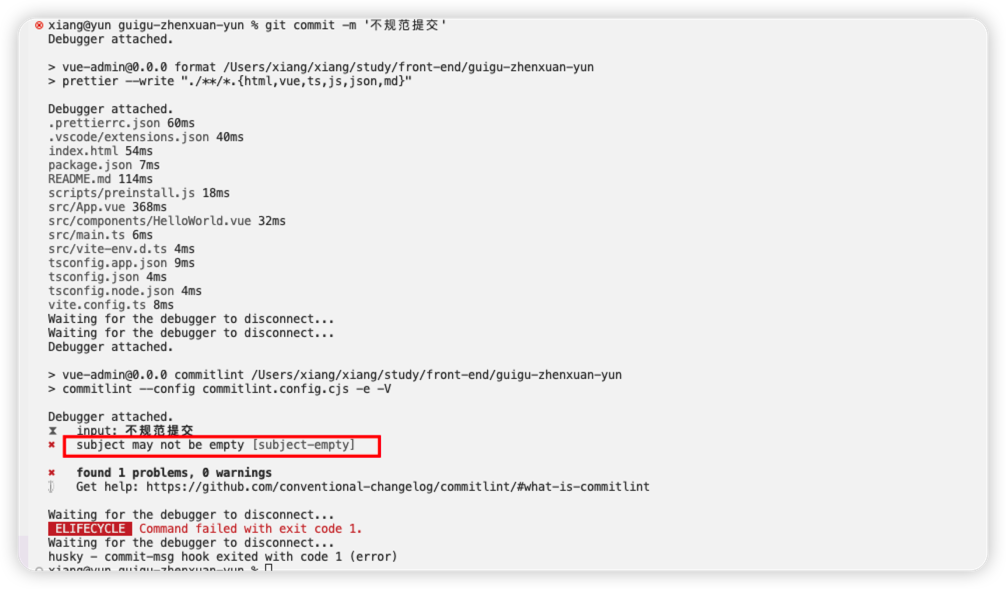 xiang@yun guigu-zhenxuan-yun % git commit -m '不规范提交'
Debugger attached.
> vue-admin@0.0.0 format /Users/xiang/xiang/study/front-end/guigu-zhenxuan-yun
> prettier --write "./**/*.{html,vue,ts,js,json,md}"
Debugger attached.
.prettierrc.json 60ms
.vscode/extensions.json 40ms
index.html 54ms
package.json 7ms
README.md 114ms
scripts/preinstall.js 18ms
src/App.vue 368ms
src/components/HelloWorld.vue 32ms
src/main.ts 6ms
src/vite-env.d.ts 4ms
tsconfig.app.json 9ms
tsconfig.json 4ms
tsconfig.node.json 4ms
vite.config.ts 8ms
Waiting for the debugger to disconnect...
Waiting for the debugger to disconnect...
Debugger attached.
> vue-admin@0.0.0 commitlint /Users/xiang/xiang/study/front-end/guigu-zhenxuan-yun
> commitlint --config commitlint.config.cjs -e -V
Debugger attached.
⧗ input: 不规范提交
✖ subject may not be empty [subject-empty]
✖ found 1 problems, 0 warnings
ⓘ Get help: https://github.com/conventional-changelog/commitlint/#what-is-commitlint
Waiting for the debugger to disconnect...
ELIFECYCLE Command failed with exit code 1.
Waiting for the debugger to disconnect...
husky - commit-msg hook exited with code 1 (error)
xiang@yun guigu-zhenxuan-yun %